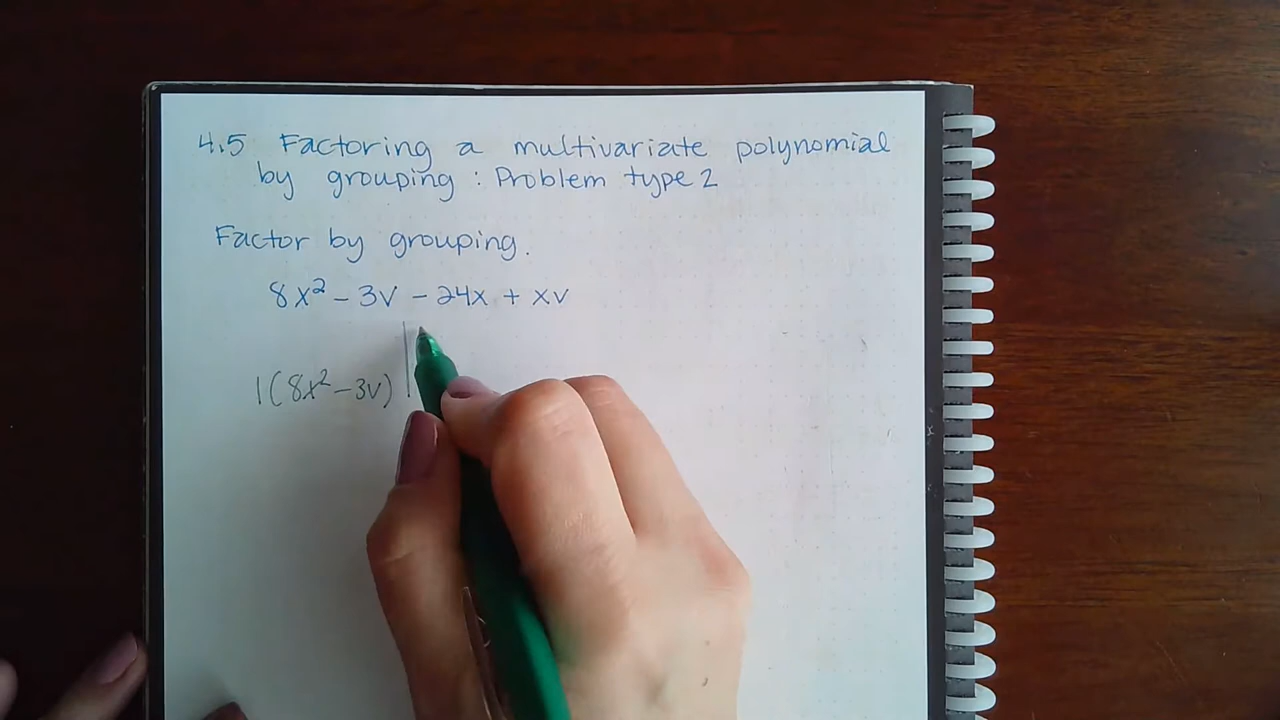 4.5 Factoring a multivariate polynomial
by grouping : Problem type 2
Factor by grouping.
8x² - 3v - 24x + xv
1(8x² - 3v)